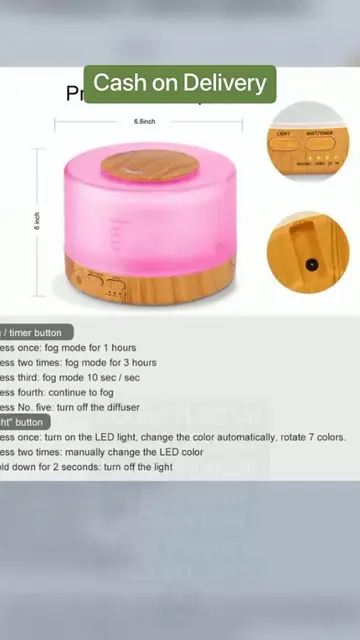 Cash on Delivery
Pr
6.6inch
6 inch
LIGHT
MIST/TIMER
/ timer button
ess once: fog mode for 1 hours
ess two times: fog mode for 3 hours
ess third: fog mode 10 sec / sec
ess fourth: continue to fog
ess No. five: turn off the diffuser
ht" button
ess once: turn on the LED light, change the color automatically, rotate 7 colors.
ess two times: manually change the LED color
old down for 2 seconds: turn off the light